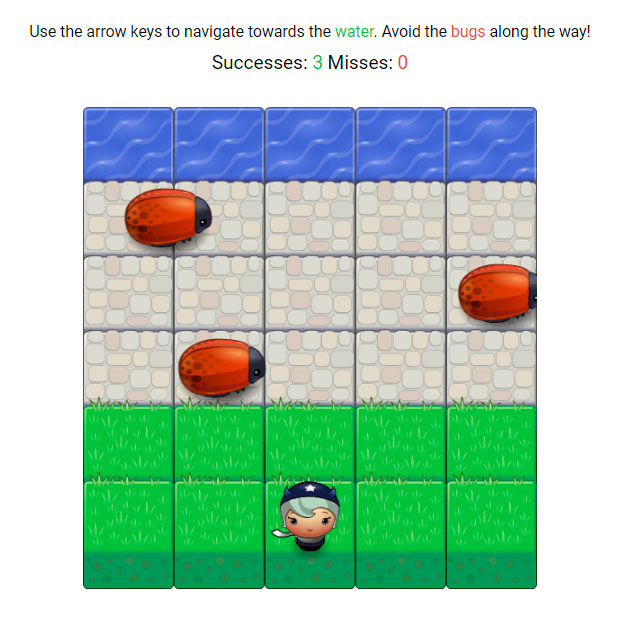 Use the arrow keys to navigate towards the water. Avoid the bugs along the way!
Successes: 3 Misses: 0